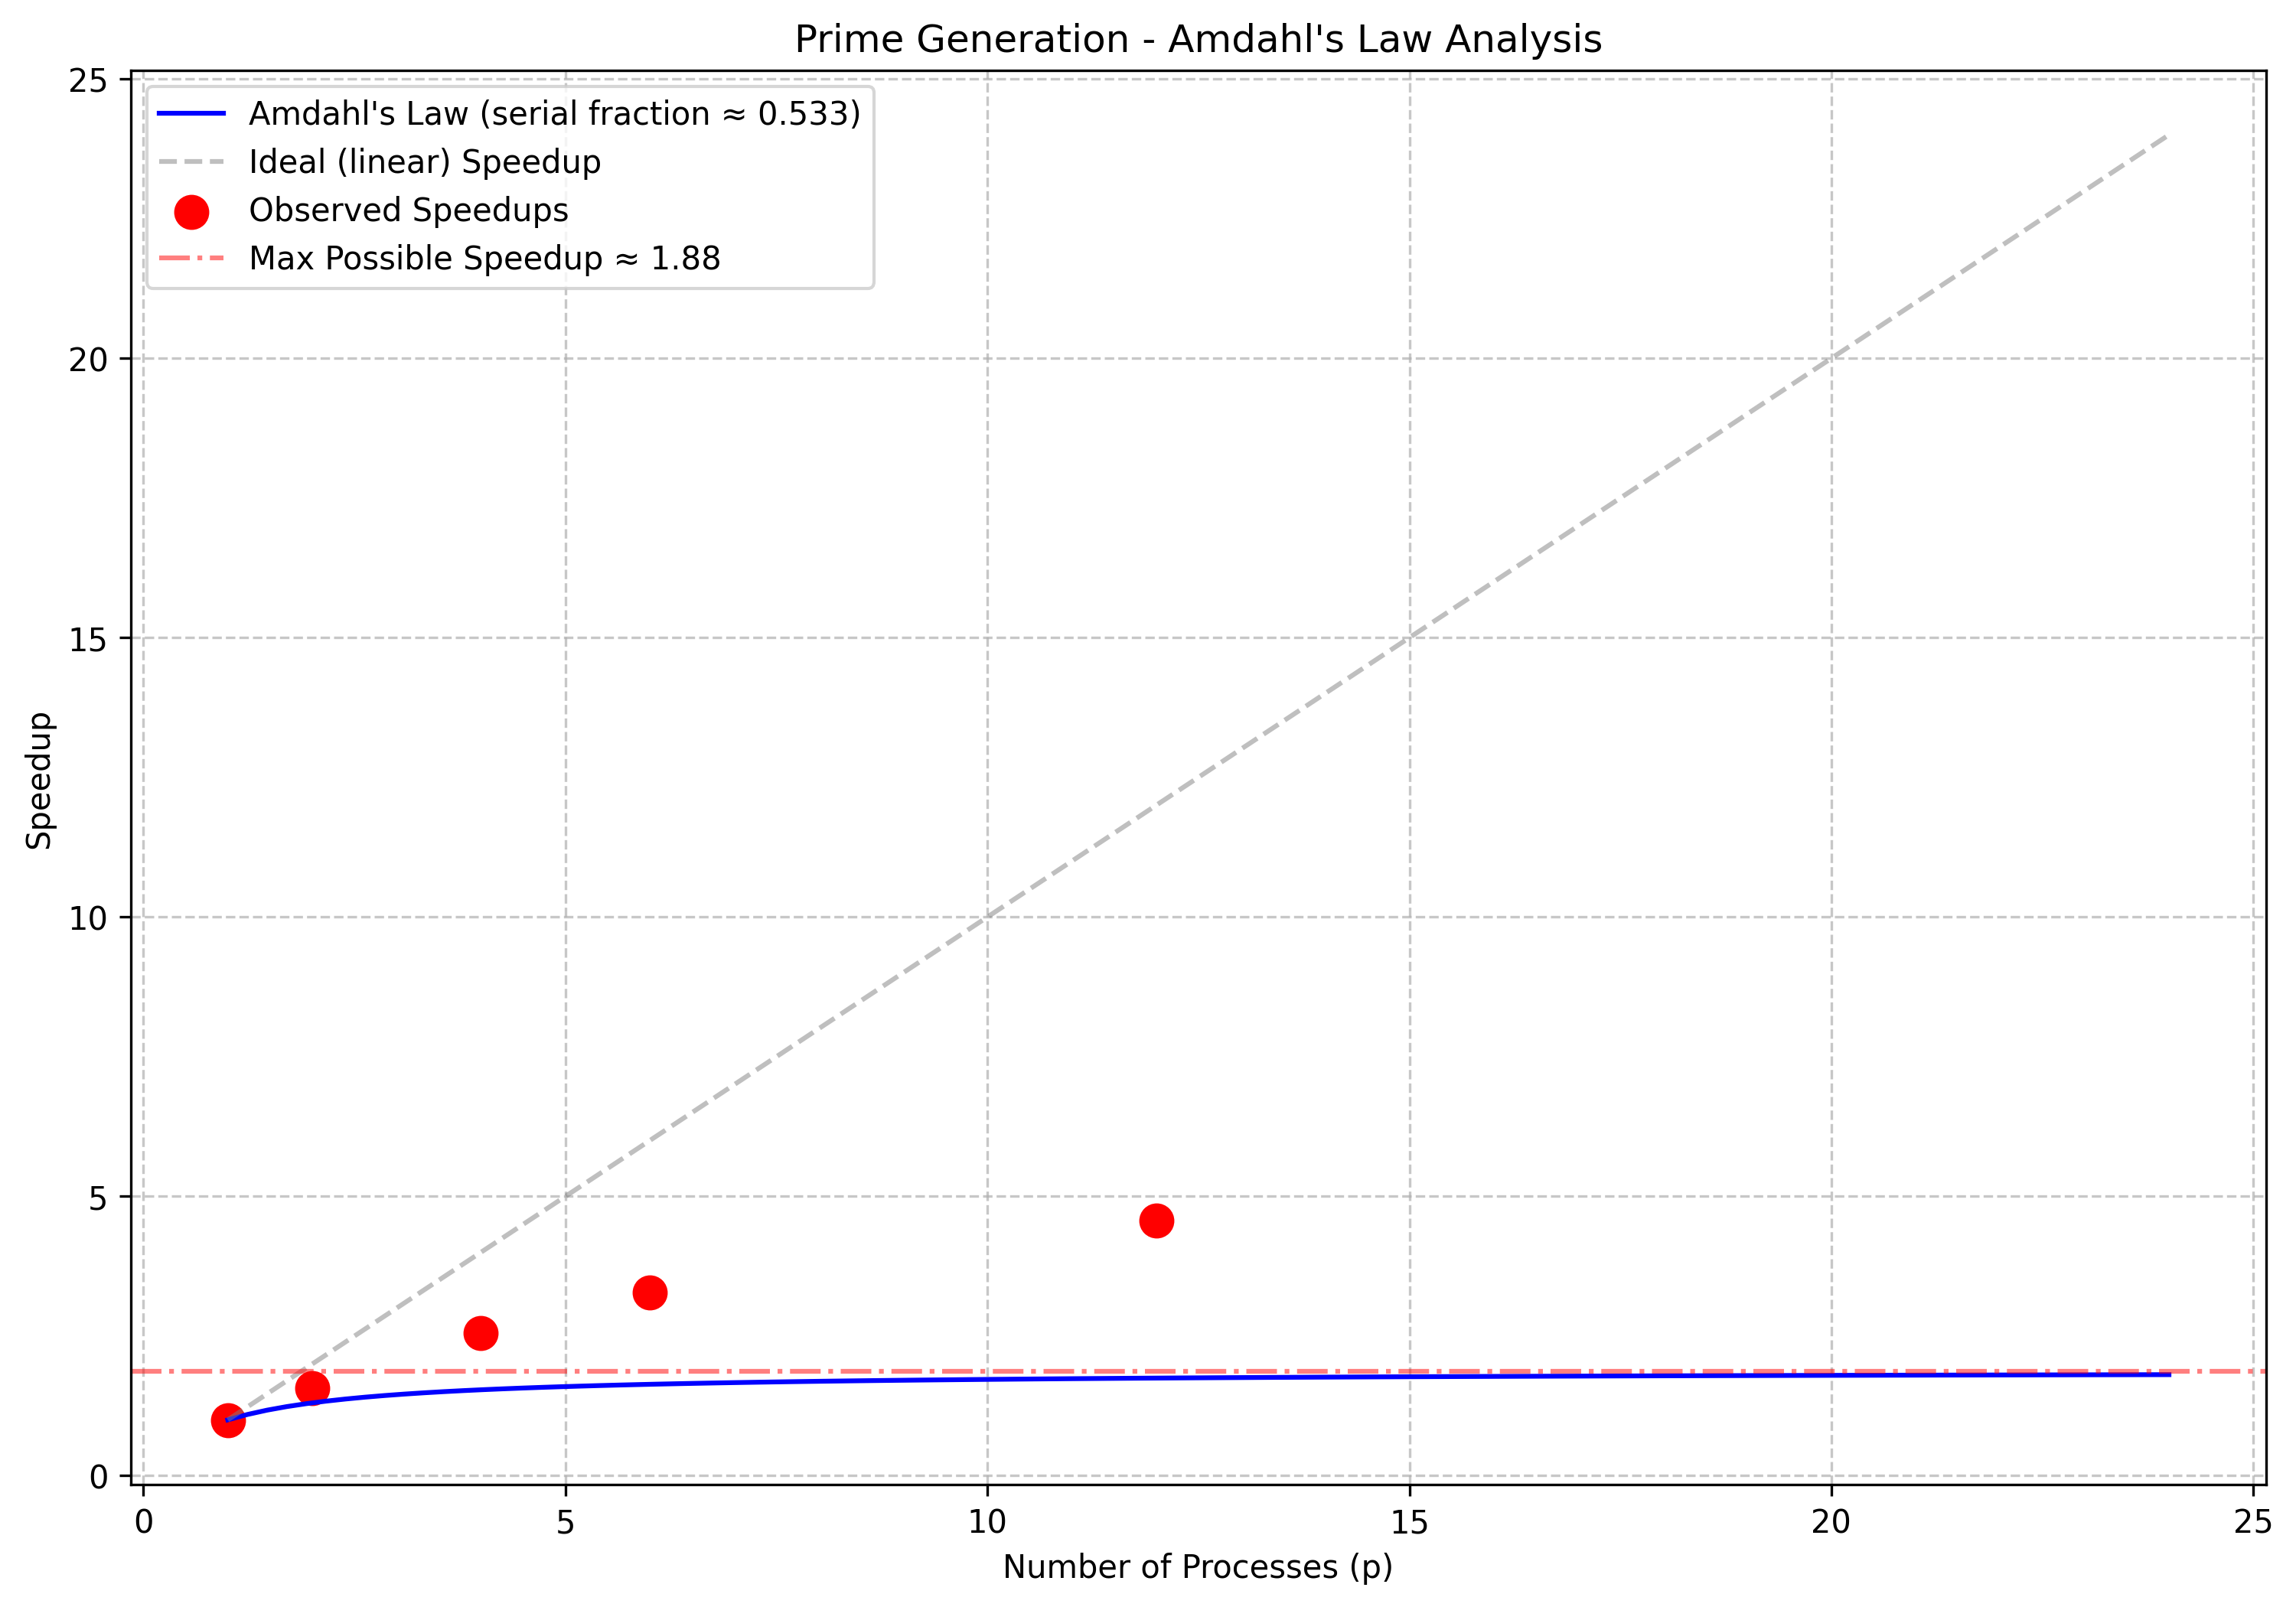 Prime Generation - Amdahl's Law Analysis
Amdahl's Law (serial fraction ≈ 0.533)
Ideal (linear) Speedup
Observed Speedups
Max Possible Speedup ≈ 1.88
25
20
15
10
5
0
Speedup
0 5 10 15 20 25
Number of Processes (p)